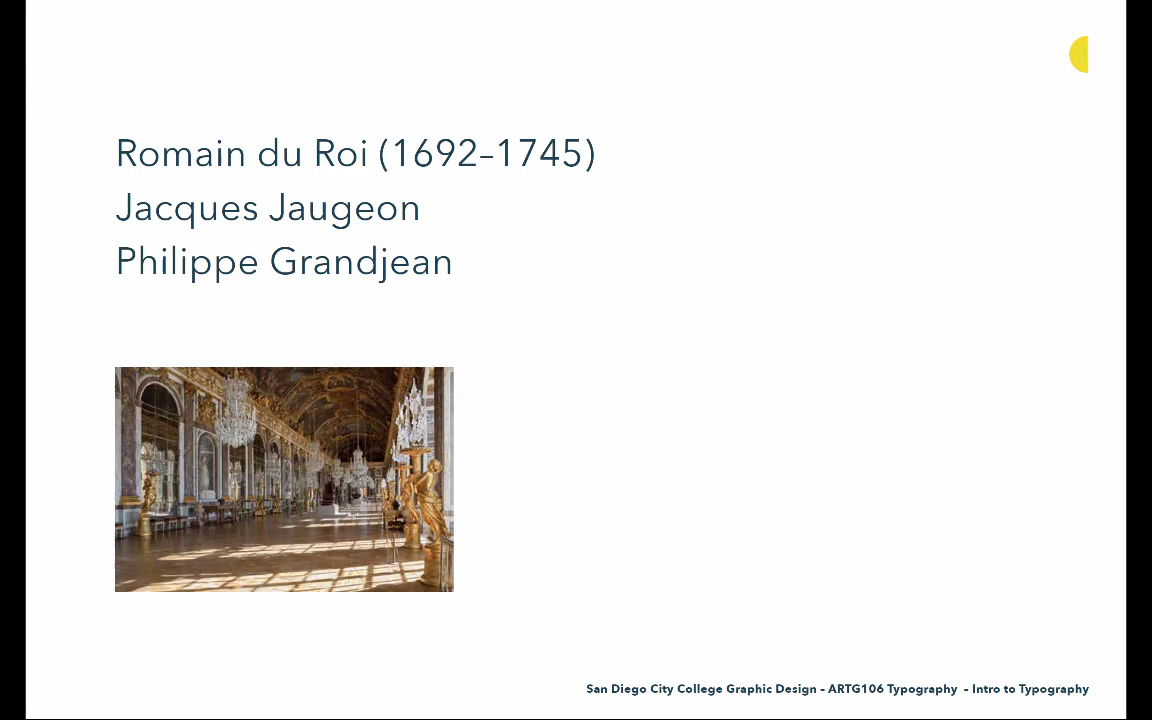 Romain du Roi (1692–1745)
Jacques Jaugeon
Philippe Grandjean
San Diego City College Graphic Design – ARTG106 Typography – Intro to Typography